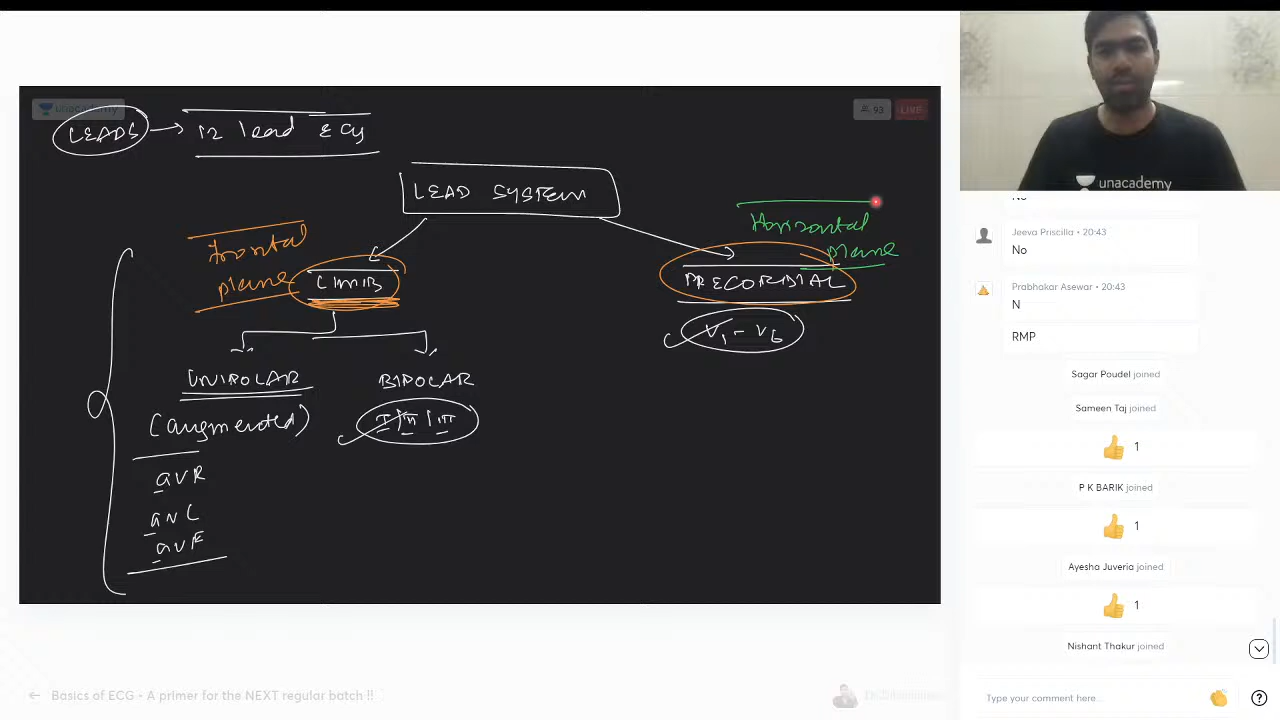 unacademy
93
LIVE
LEADS → 12 lead ECG
LEAD SYSTEM
frontal
plane
Horizontal
plane
LIMB
PRECORDIAL
V1 - V6
UNIPOLAR
BIPOLAR
(augmented)
I | II | III
aVR
aVL
aVF
unacademy
No
Jeeva Priscilla • 20:43
No
Prabhakar Asewar • 20:43
N
RMP
Sagar Poudel joined
Sameen Taj joined
1
P K BARIK joined
1
Ayesha Juveria joined
1
Nishant Thakur joined
Basics of ECG • A primer for the NEXT regular batch !!
Type your comment here...